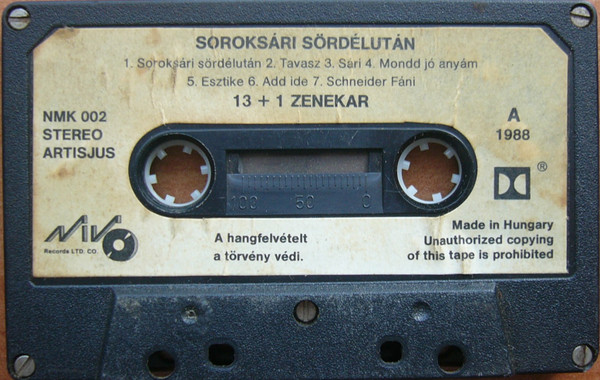 SOROKSÁRI SÖRDÉLUTÁN
1. Soroksári sördélután 2. Tavasz 3. Sári 4. Mondd jó anyám
5. Esztike 6. Add ide 7. Schneider Fáni
13 + 1 ZENEKAR
NMK 002
STEREO
ARTISJUS
A
1988
®
100 50 0
NiVÓ
Records LTD. CO.
A hangfelvételt
a törvény védi.
Made in Hungary
Unauthorized copying
of this tape is prohibited